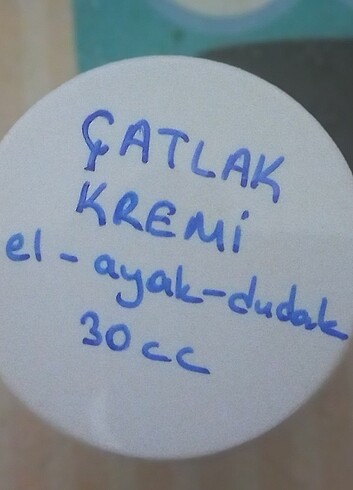 ÇATLAK
KREMİ
el-ayak-dudak
30cc